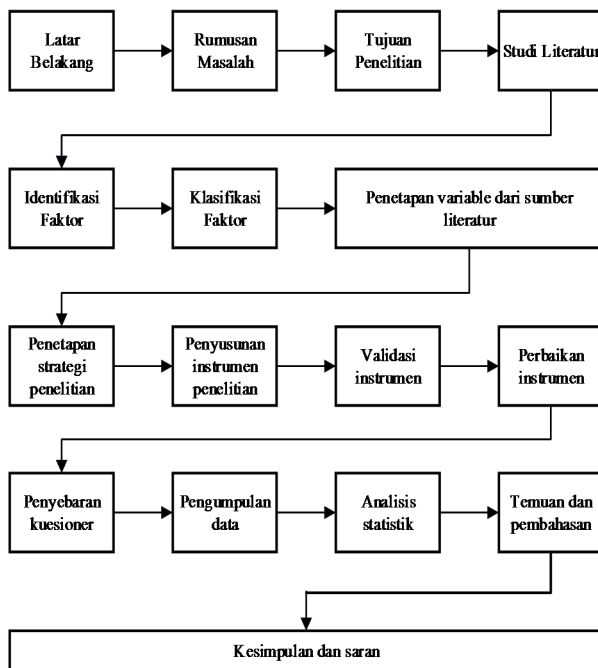 Latar
Belakang
Rumusan
Masalah
Tujuan
Penelitian
Studi Literatur
Identifikasi
Faktor
Klasifikasi
Faktor
Penetapan variable dari sumber
literatur
Penetapan
strategi
penelitian
Penyusunan
instrumen
penelitian
Validasi
instrumen
Perbaikan
instrumen
Penyebaran
kuesioner
Pengumpulan
data
Analisis
statistik
Temuan dan
pembahasan
Kesimpulan dan saran